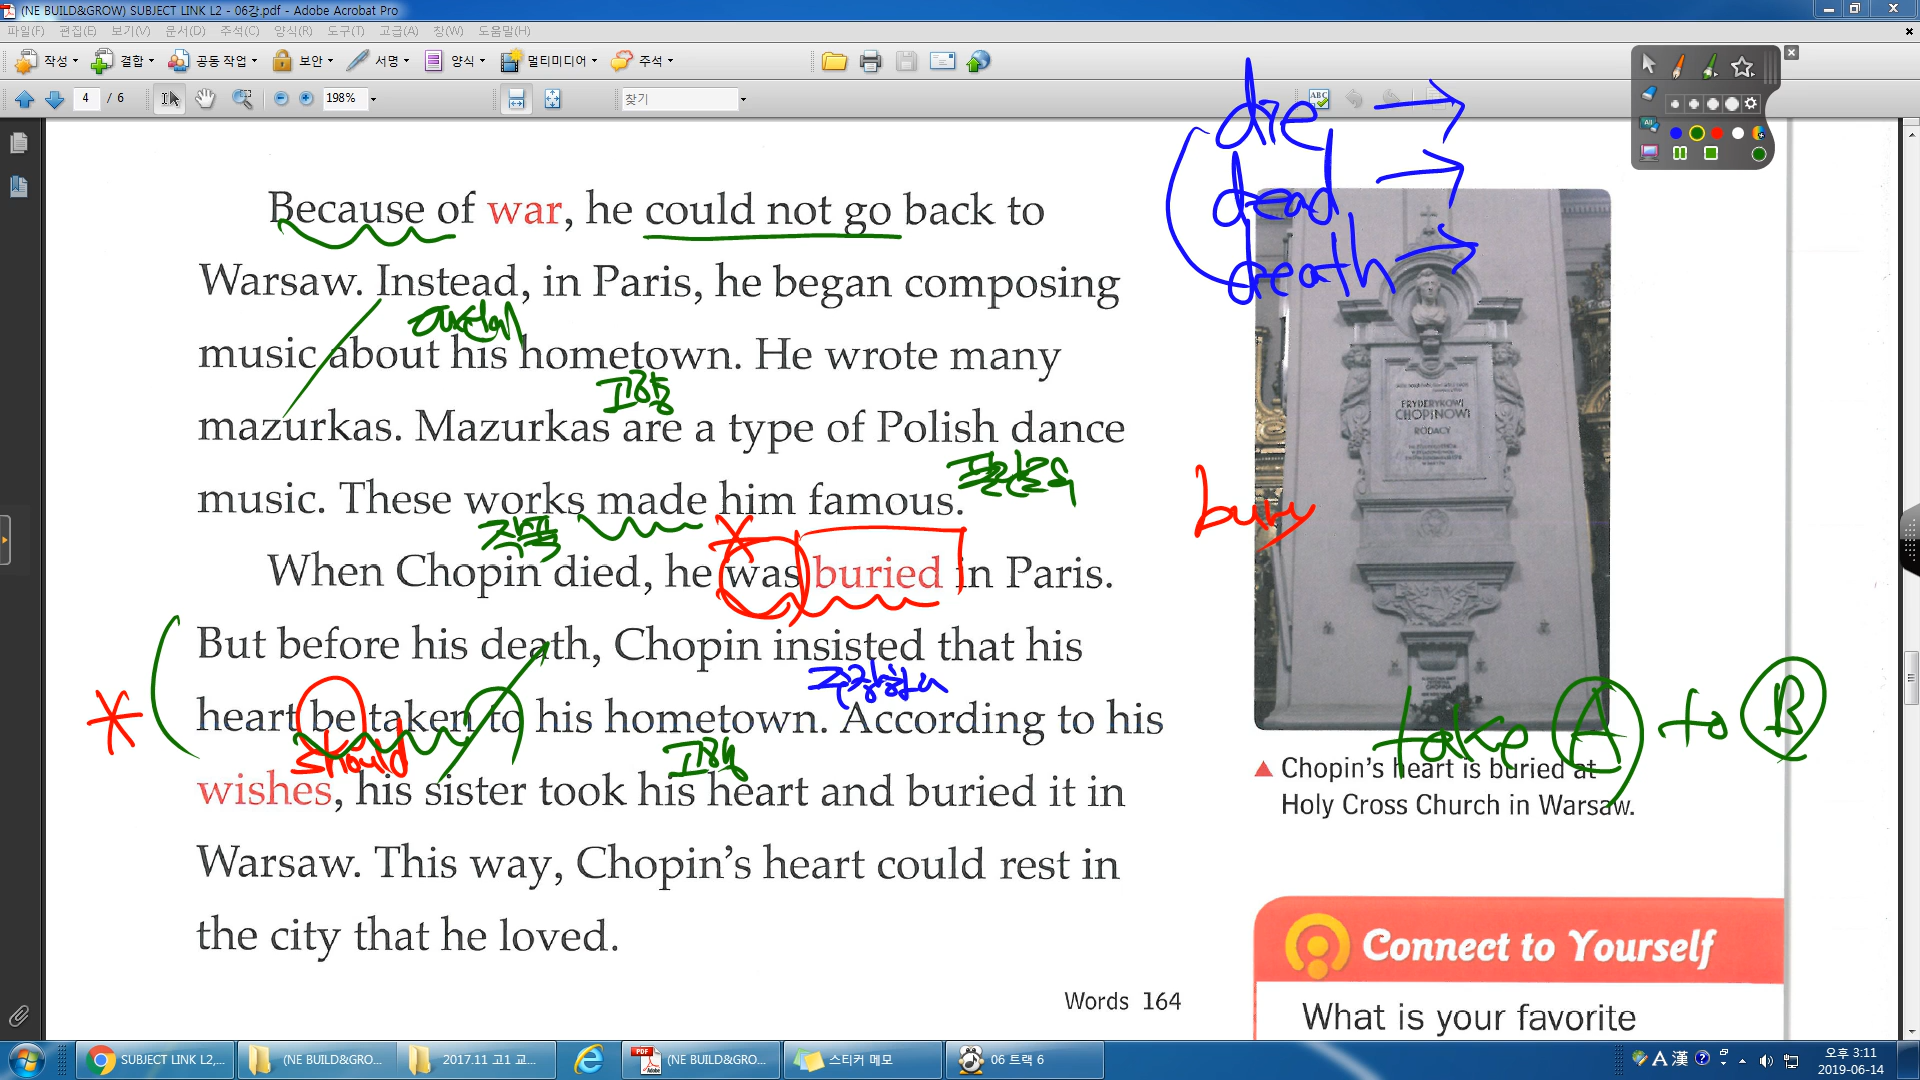 (NE BUILD&GROW) SUBJECT LINK L2 - 06강.pdf - Adobe Acrobat Pro
파일(F) 편집(E) 보기(V) 문서(D) 주석(C) 양식(R) 도구(T) 고급(A) 창(W) 도움말(H)
작성 결합 공동 작업 보안 서명 양식 멀티미디어 주석
4 / 6 198% 찾기
die
dead
death
Because of war, he could not go back to
Warsaw. Instead, in Paris, he began composing
music about his hometown. He wrote many
고향
mazurkas. Mazurkas are a type of Polish dance
music. These works made him famous.
작품
bury
When Chopin died, he was buried in Paris.
But before his death, Chopin insisted that his
주장하다
heart be taken to his hometown. According to his
should
고향
wishes, his sister took his heart and buried it in
Warsaw. This way, Chopin's heart could rest in
the city that he loved.
Words 164
FRYDERYKOWI
CHOPINOWI
RODACY
take A to B
▲ Chopin's heart is buried at
Holy Cross Church in Warsaw.
Connect to Yourself
What is your favorite
SUBJECT LINK L2,... (NE BUILD&GRO... 2017.11 고1 교... (NE BUILD&GRO... 스티커 메모 06 트랙 6
A 漢
오후 3:11
2019-06-14